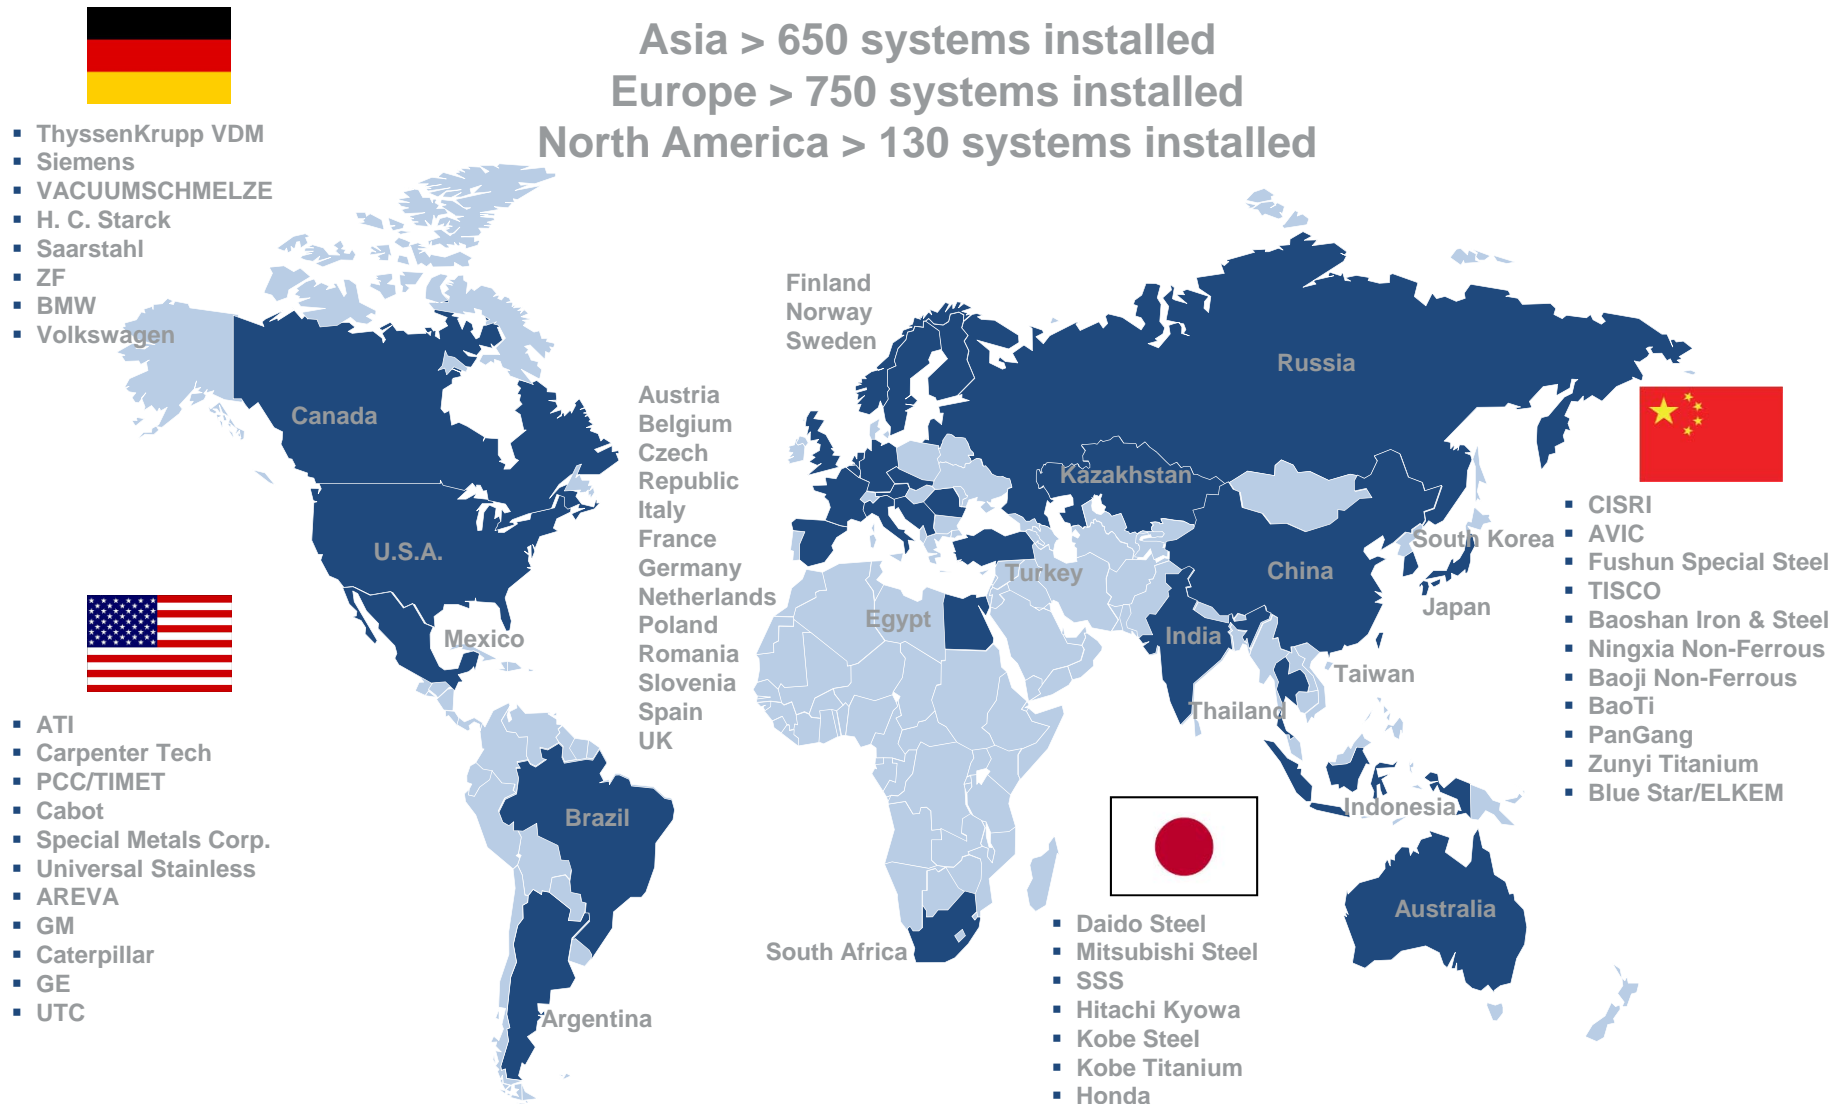 Asia > 650 systems installed
Europe > 750 systems installed
North America > 130 systems installed
ThyssenKrupp VDM
Siemens
VACUUMSCHMELZE
H. C. Starck
Saarstahl
ZF
BMW
Volkswagen
ATI
Carpenter Tech
PCC/TIMET
Cabot
Special Metals Corp.
Universal Stainless
AREVA
GM
Caterpillar
GE
UTC
Canada
U.S.A.
Mexico
Brazil
Argentina
Finland
Norway
Sweden
Austria
Belgium
Czech
Republic
Italy
France
Germany
Netherlands
Poland
Romania
Slovenia
Spain
UK
Russia
Kazakhstan
Turkey
Egypt
China
India
South Korea
Japan
Taiwan
Thailand
Indonesia
Australia
South Africa
Daido Steel
Mitsubishi Steel
SSS
Hitachi Kyowa
Kobe Steel
Kobe Titanium
Honda
CISRI
AVIC
Fushun Special Steel
TISCO
Baoshan Iron & Steel
Ningxia Non-Ferrous
Baoji Non-Ferrous
BaoTi
PanGang
Zunyi Titanium
Blue Star/ELKEM